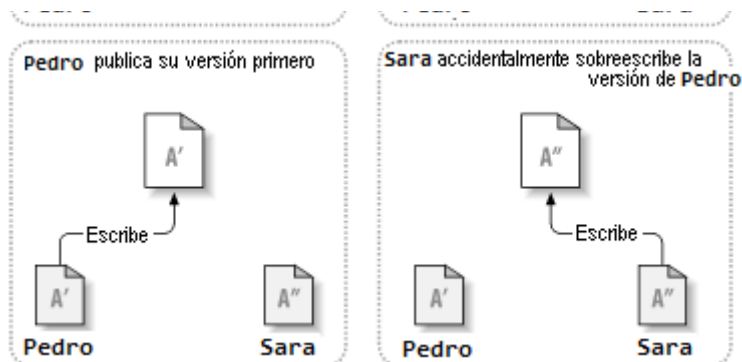 Pedro publica su versión primero
A′
Escribe
A′
A″
Pedro
Sara
Sara accidentalmente sobreescribe la
versión de Pedro
A″
Escribe
A′
A″
Pedro
Sara